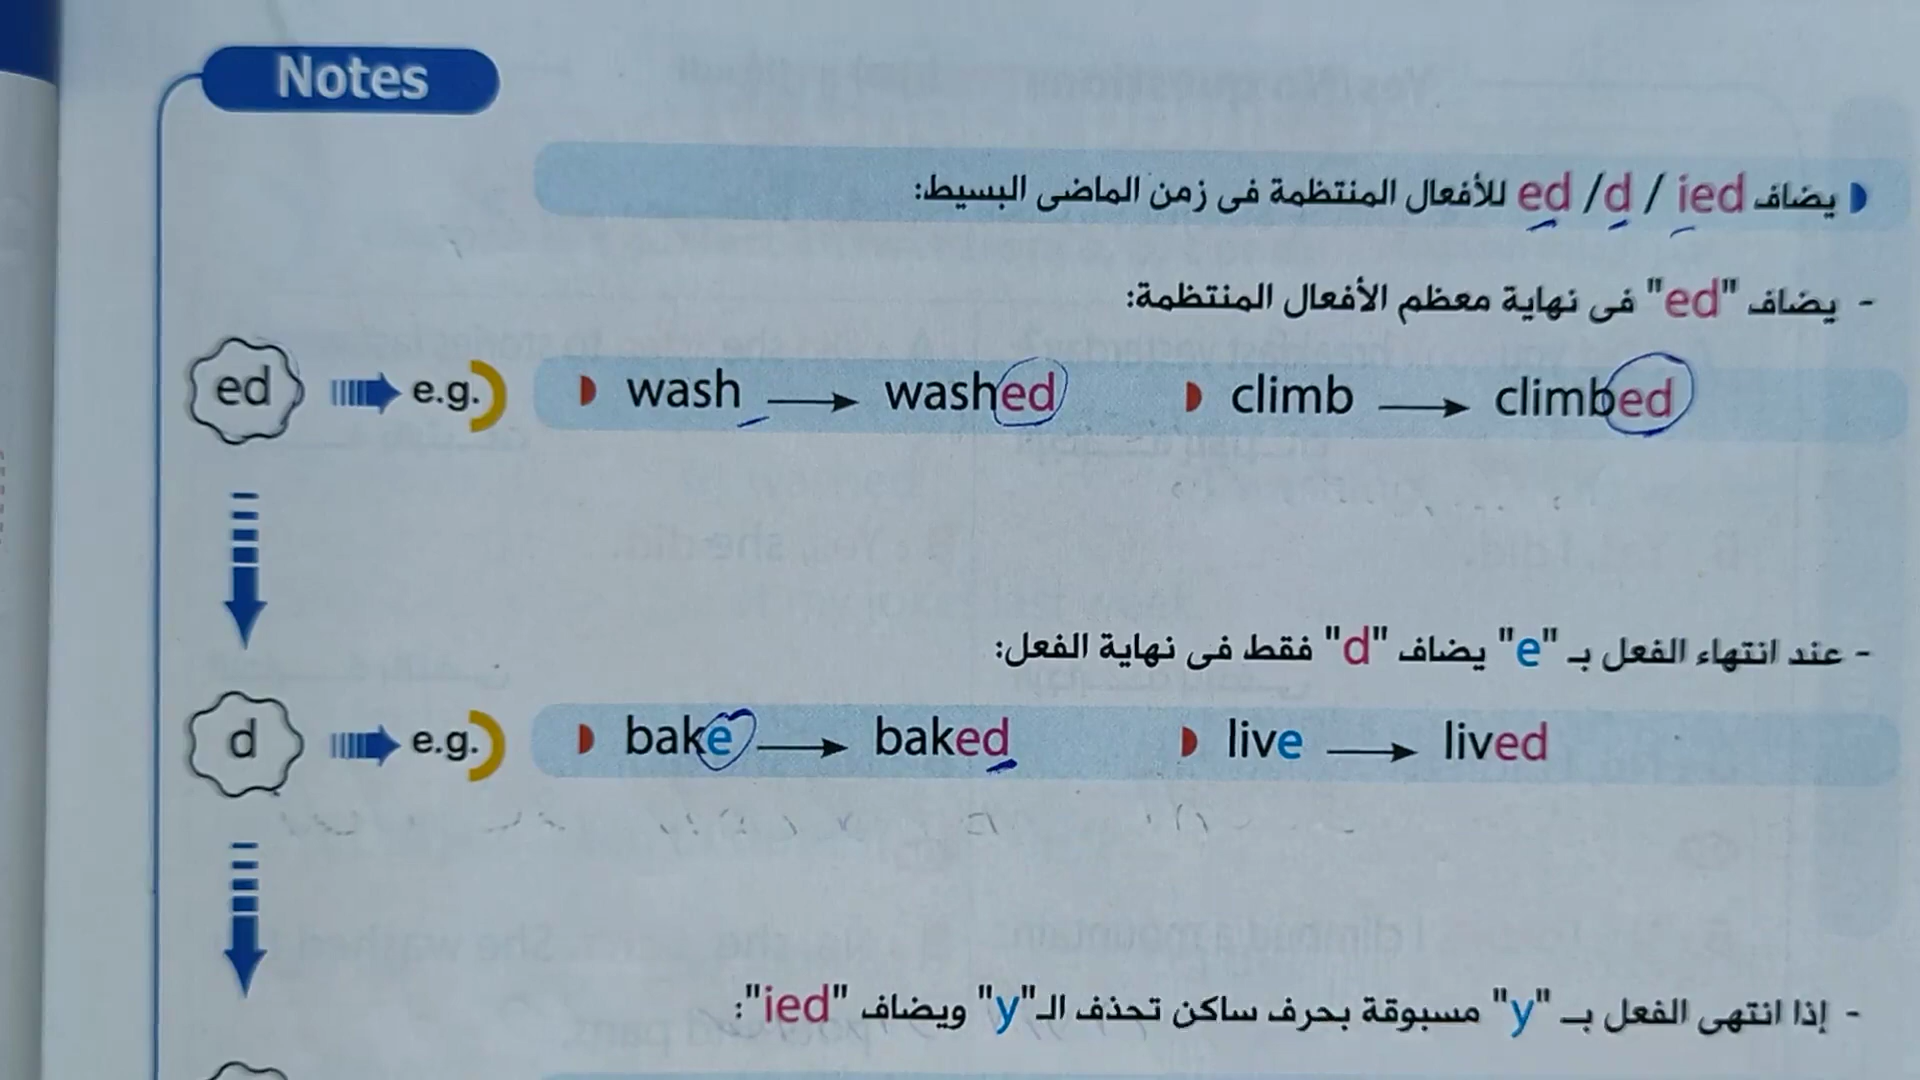 Notes
يضاف ed /d / ied للأفعال المنتظمة فى زمن الماضى البسيط:
- يضاف "ed" فى نهاية معظم الأفعال المنتظمة:
ed e.g. wash → washed climb → climbed
- عند انتهاء الفعل بـ "e" يضاف "d" فقط فى نهاية الفعل:
d e.g. bake → baked live → lived
- إذا انتهى الفعل بـ "y" مسبوقة بحرف ساكن تحذف الـ"y" ويضاف "ied":